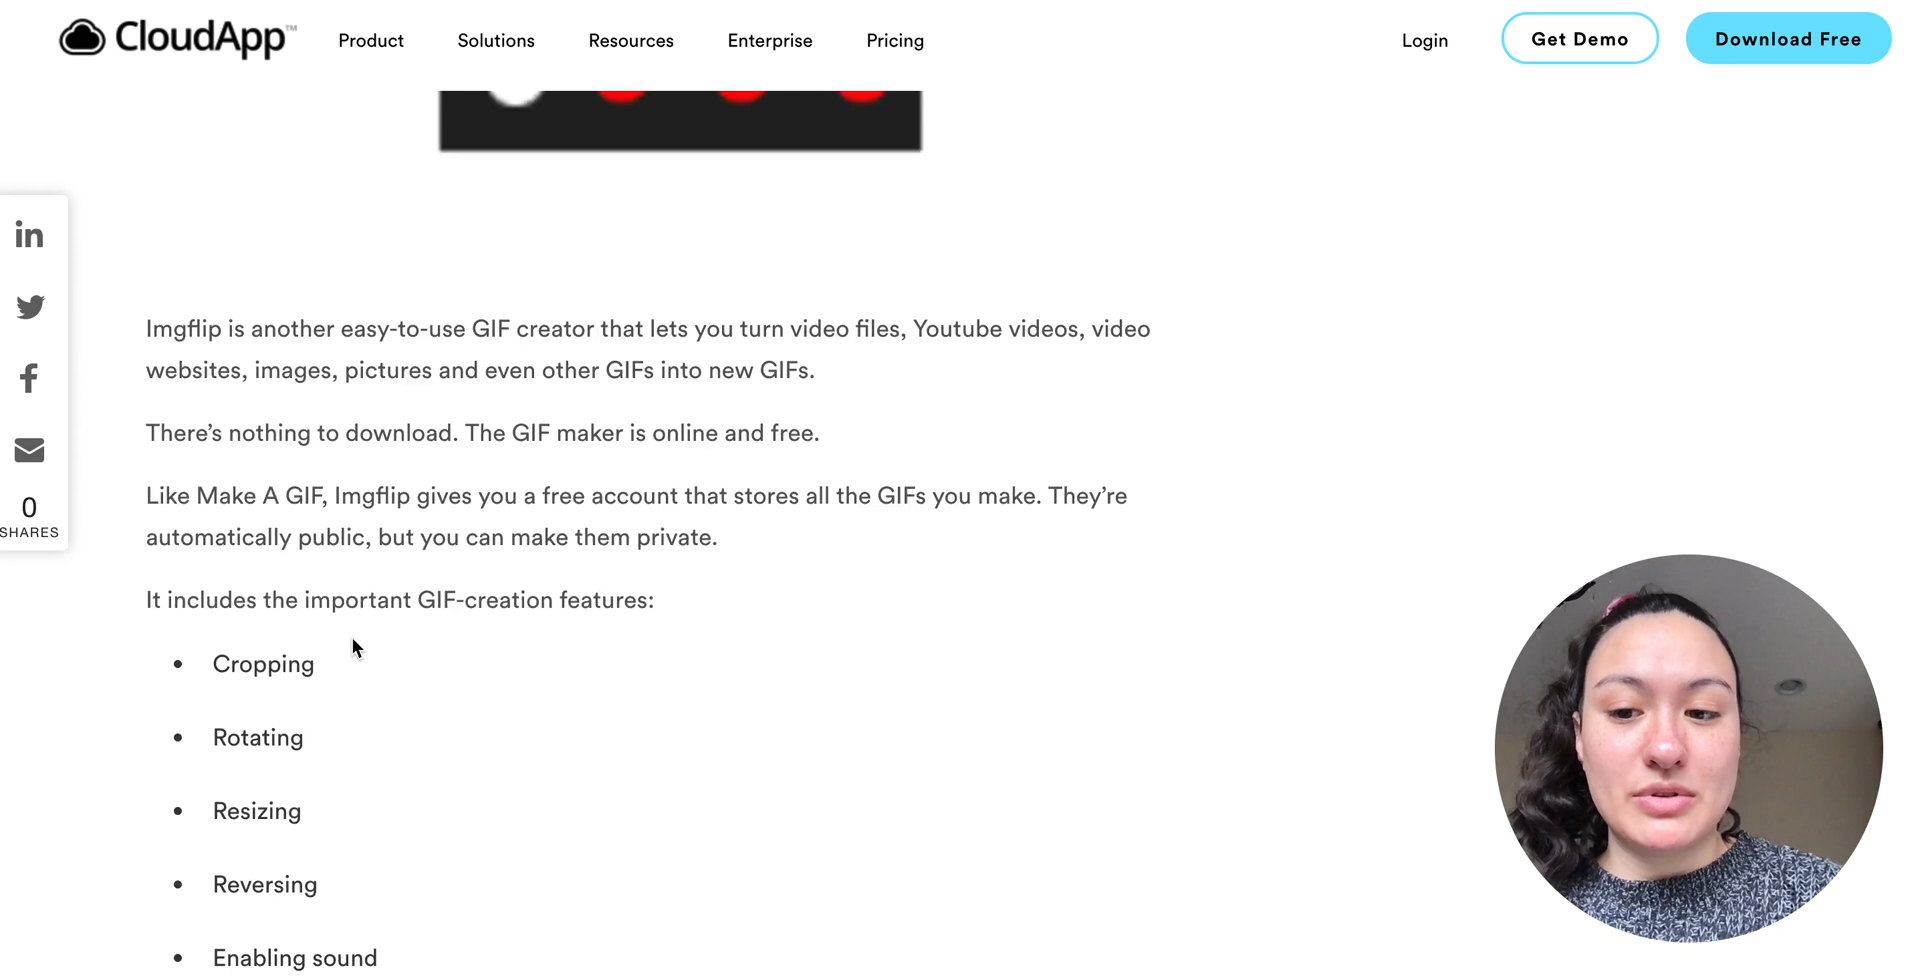 CloudApp™
Product
Solutions
Resources
Enterprise
Pricing
Login
Get Demo
Download Free
0
SHARES
Imgflip is another easy-to-use GIF creator that lets you turn video files, Youtube videos, video
websites, images, pictures and even other GIFs into new GIFs.
There’s nothing to download. The GIF maker is online and free.
Like Make A GIF, Imgflip gives you a free account that stores all the GIFs you make. They’re
automatically public, but you can make them private.
It includes the important GIF-creation features:
• Cropping
• Rotating
• Resizing
• Reversing
• Enabling sound